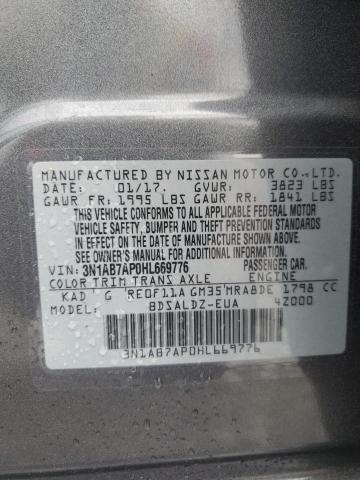 MANUFACTURED BY NISSAN MOTOR CO.,LTD.
DATE: 01/17. GVWR: 3823 LBS
GAWR FR: 1995 LBS GAWR RR: 1841 LBS
THIS VEHICLE CONFORMS TO ALL APPLICABLE FEDERAL MOTOR
VEHICLE SAFETY, BUMPER AND THEFT PREVENTION STANDARDS
IN EFFECT ON THE DATE OF MANUFACTURE SHOWN ABOVE.
SEE OWNER'S MANUAL FOR ADDITIONAL INFORMATION.
VIN: 3N1AB7AP0HL669776 PASSENGER CAR
COLOR TRIM TRANS AXLE ENGINE
KAD G RE0F11A GM35 MRA8DE 1798 CC
MODEL: BDSALDZ-EUA 4Z000
3N1AB7AP0HL669776